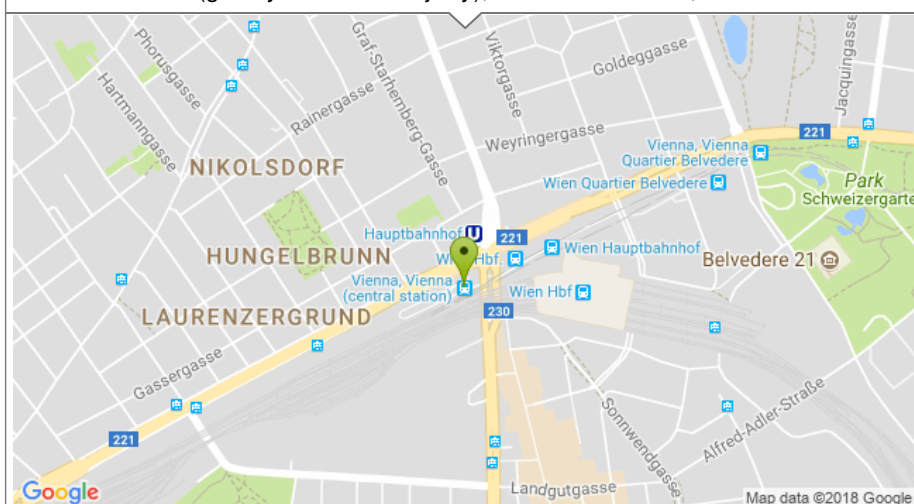 Phorusgasse
Hartmanngasse
Rainergasse
Graf-Starhemberg-Gasse
Viktorgasse
Goldeggasse
Jacquingasse
Weyringergasse
221
Vienna, Vienna
Quartier Belvedere
Wien Quartier Belvedere
Park
Schweizergarte
NIKOLSDORF
Hauptbahnhof
U
221
HUNGELBRUNN
Hbf.
Wien Hauptbahnhof
Belvedere 21
Vienna, Vienna
(central station)
Wien Hbf
230
LAURENZERGRUND
Gassergasse
Sonnwendgasse
Alfred-Adler-Straße
221
Landgutgasse
Google
Map data ©2018 Google